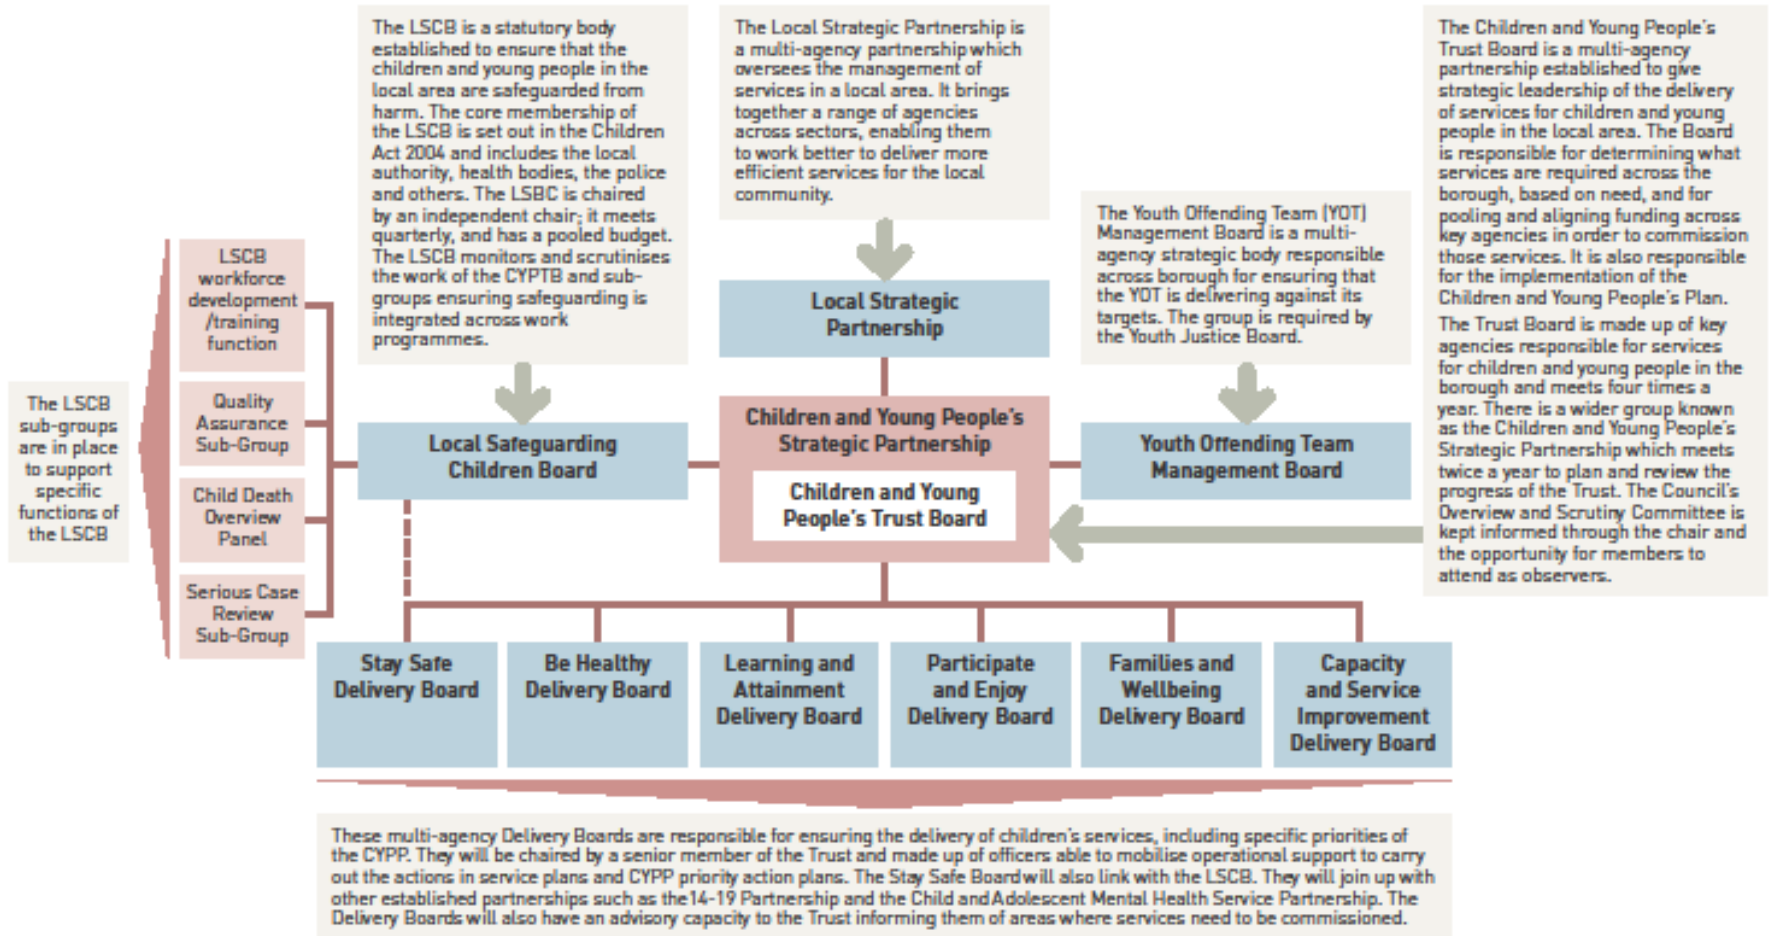 The LSCB is a statutory body
established to ensure that the
children and young people in the
local area are safeguarded from
harm. The core membership of
the LSCB is set out in the Children
Act 2004 and includes the local
authority, health bodies, the police
and others. The LSBC is chaired
by an independent chair; it meets
quarterly, and has a pooled budget.
The LSCB monitors and scrutinises
the work of the CYPTB and sub-
groups ensuring safeguarding is
integrated across work
programmes.
The Local Strategic Partnership is
a multi-agency partnership which
oversees the management of
services in a local area. It brings
together a range of agencies
across sectors, enabling them
to work better to deliver more
efficient services for the local
community.
The Youth Offending Team (YOT)
Management Board is a multi-
agency strategic body responsible
across borough for ensuring that
the YOT is delivering against its
targets. The group is required by
the Youth Justice Board.
The Children and Young People's
Trust Board is a multi-agency
partnership established to give
strategic leadership of the delivery
of services for children and young
people in the local area. The Board
is responsible for determining what
services are required across the
borough, based on need, and for
pooling and aligning funding across
key agencies in order to commission
those services. It is also responsible
for the implementation of the
Children and Young People's Plan.
The Trust Board is made up of key
agencies responsible for services
for children and young people in the
borough and meets four times a
year. There is a wider group known
as the Children and Young People's
Strategic Partnership which meets
twice a year to plan and review the
progress of the Trust. The Council's
Overview and Scrutiny Committee is
kept informed through the chair and
the opportunity for members to
attend as observers.
The LSCB
sub-groups
are in place
to support
specific
functions of
the LSCB
LSCB
workforce
development
/training
function
Quality
Assurance
Sub-Group
Child Death
Overview
Panel
Serious Case
Review
Sub-Group
Local Strategic
Partnership
Local Safeguarding
Children Board
Children and Young People's
Strategic Partnership
Children and Young
People's Trust Board
Youth Offending Team
Management Board
Stay Safe
Delivery Board
Be Healthy
Delivery Board
Learning and
Attainment
Delivery Board
Participate
and Enjoy
Delivery Board
Families and
Wellbeing
Delivery Board
Capacity
and Service
Improvement
Delivery Board
These multi-agency Delivery Boards are responsible for ensuring the delivery of children's services, including specific priorities of
the CYPP. They will be chaired by a senior member of the Trust and made up of officers able to mobilise operational support to carry
out the actions in service plans and CYPP priority action plans. The Stay Safe Board will also link with the LSCB. They will join up with
other established partnerships such as the 14-19 Partnership and the Child and Adolescent Mental Health Service Partnership. The
Delivery Boards will also have an advisory capacity to the Trust informing them of areas where services need to be commissioned.